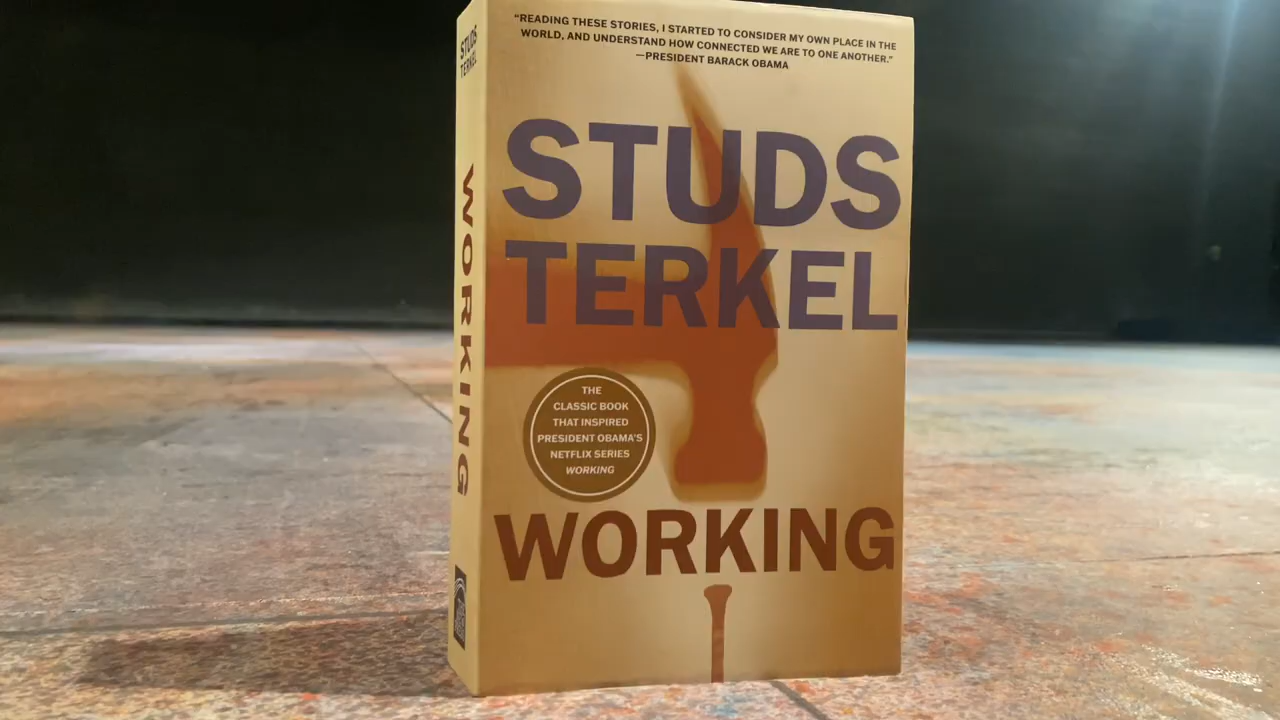 STUDS
TERKEL
WORKING
“READING THESE STORIES, I STARTED TO CONSIDER MY OWN PLACE IN THE
WORLD, AND UNDERSTAND HOW CONNECTED WE ARE TO ONE ANOTHER.”
—PRESIDENT BARACK OBAMA
STUDS
TERKEL
THE
CLASSIC BOOK
THAT INSPIRED
PRESIDENT OBAMA'S
NETFLIX SERIES
WORKING
WORKING